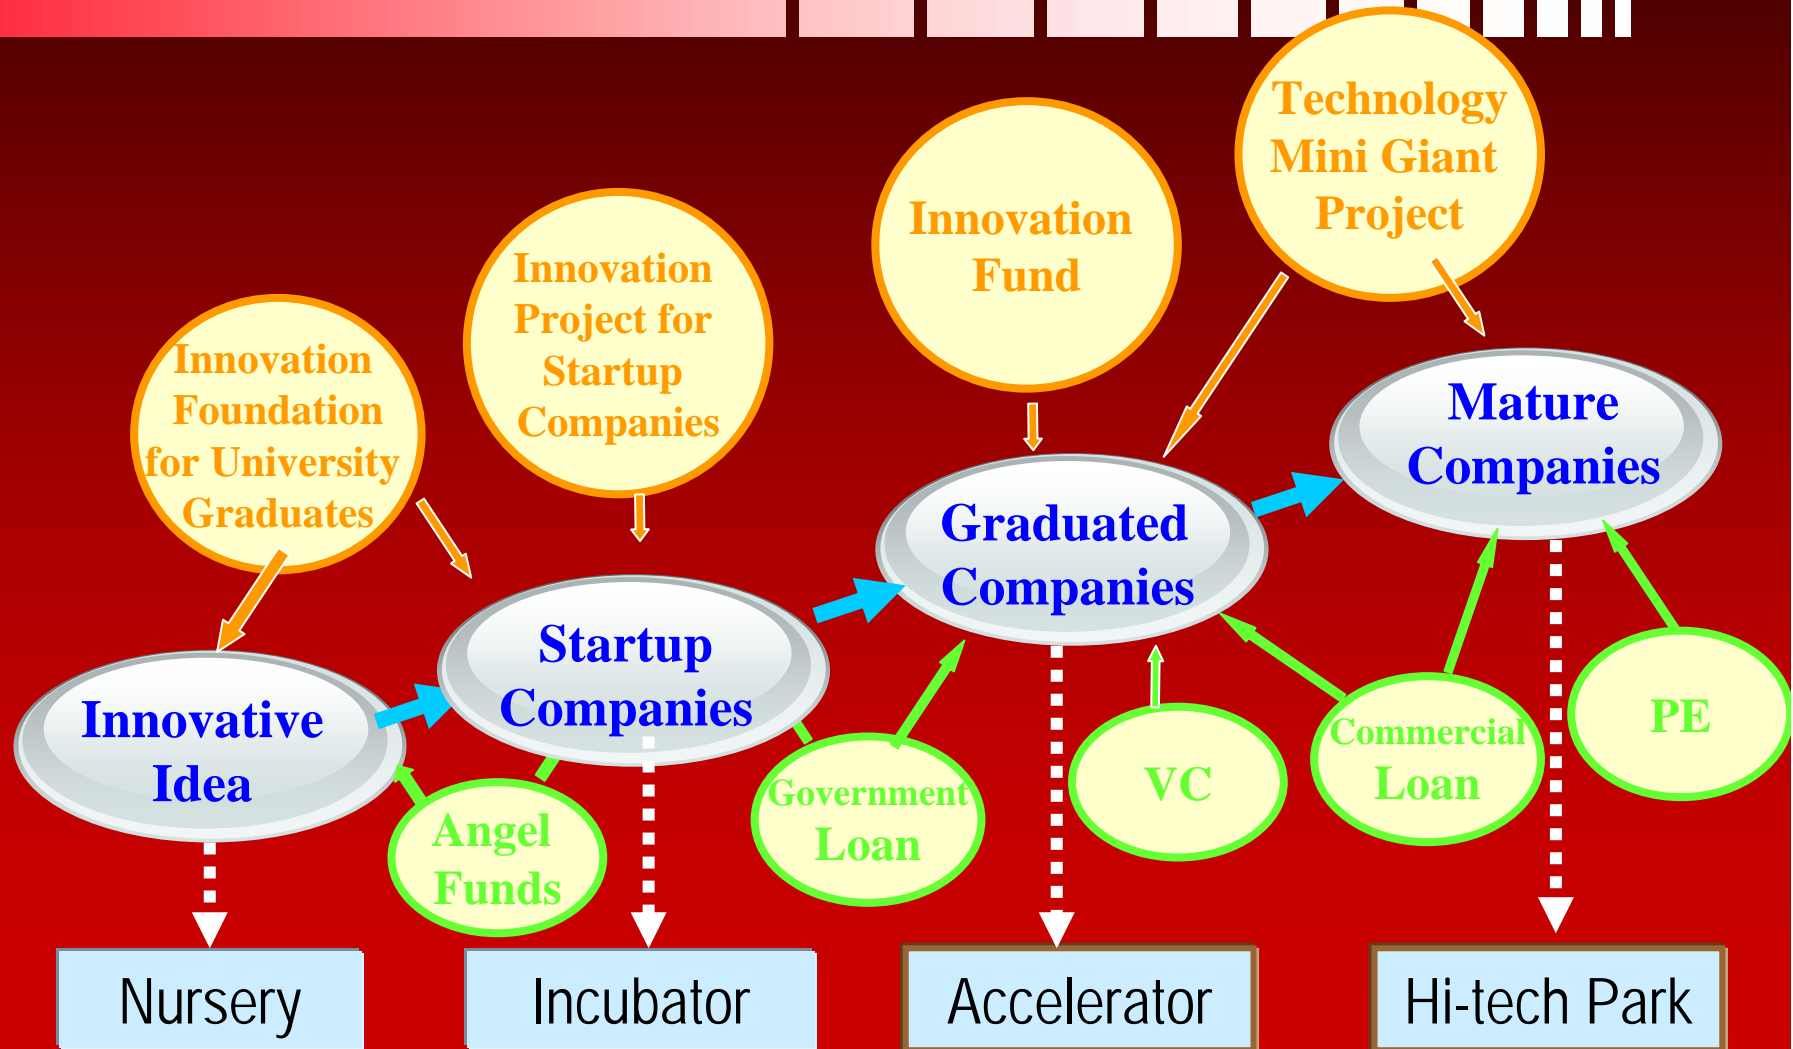 Technology
Mini Giant
Project
Innovation
Fund
Innovation
Project for
Startup
Companies
Innovation
Foundation
for University
Graduates
Mature
Companies
Graduated
Companies
Startup
Companies
Innovative
Idea
Angel
Funds
Government
Loan
VC
Commercial
Loan
PE
Nursery
Incubator
Accelerator
Hi-tech Park